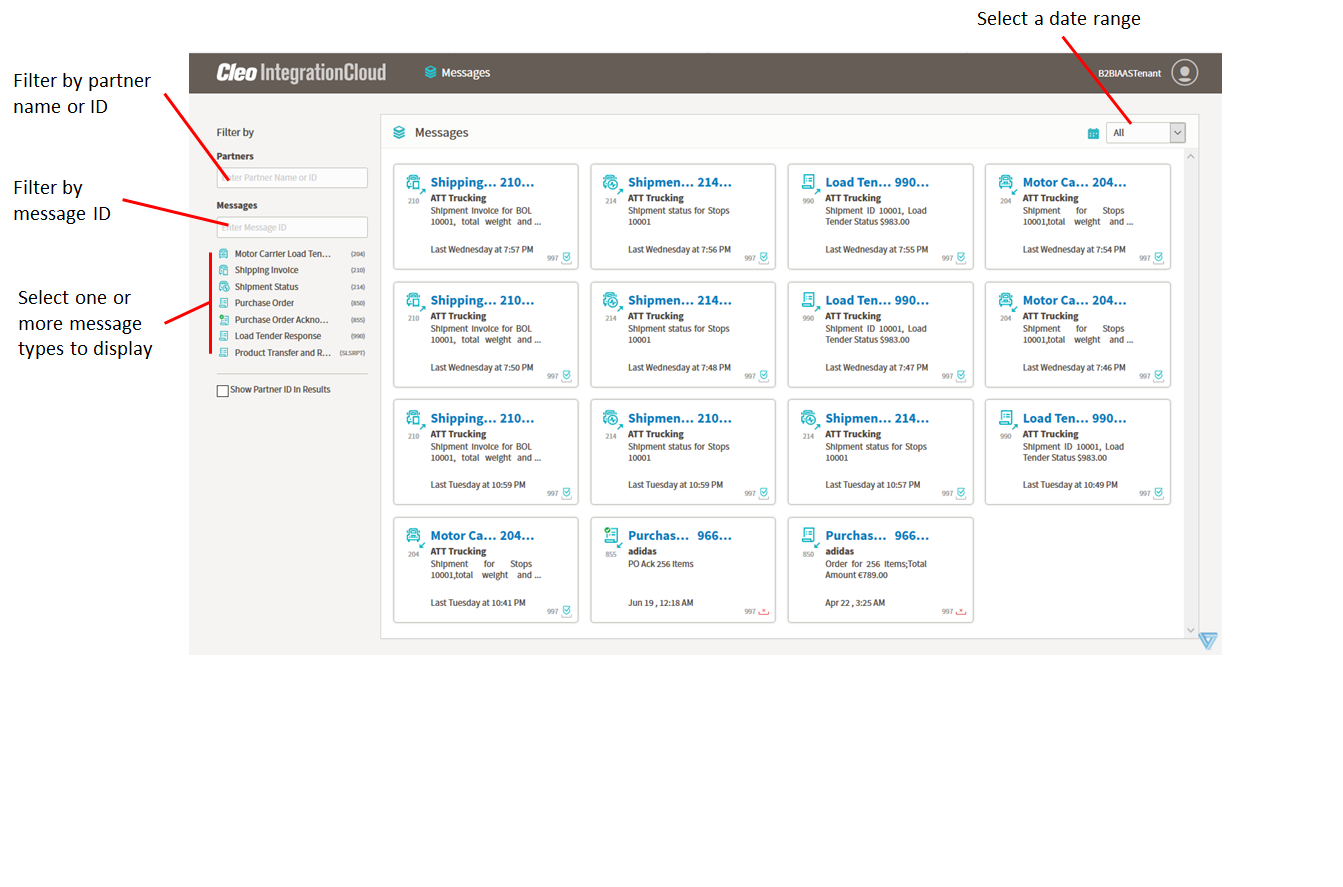 Select a date range
Filter by partner
name or ID
Filter by
message ID
Select one or
more message
types to display
Cleo IntegrationCloud
Messages
B2BIAASTenant
Filter by
Partners
Enter Partner Name or ID
Messages
Enter Message ID
Motor Carrier Load Ten... (204)
Shipping Invoice (210)
Shipment Status (214)
Purchase Order (850)
Purchase Order Ackno... (855)
Load Tender Response (990)
Product Transfer and R... (SLSRPT)
Show Partner ID In Results
Messages
All
Shipping... 210...
210
ATT Trucking
Shipment Invoice for BOL
10001, total weight and ...
Last Wednesday at 7:57 PM
997
Shipmen... 214...
214
ATT Trucking
Shipment status for Stops
10001
Last Wednesday at 7:56 PM
997
Load Ten... 990...
990
ATT Trucking
Shipment ID 10001, Load
Tender Status $983.00
Last Wednesday at 7:55 PM
997
Motor Ca... 204...
204
ATT Trucking
Shipment for Stops
10001,total weight and ...
Last Wednesday at 7:54 PM
997
Shipping... 210...
210
ATT Trucking
Shipment Invoice for BOL
10001, total weight and ...
Last Wednesday at 7:50 PM
997
Shipmen... 214...
214
ATT Trucking
Shipment status for Stops
10001
Last Wednesday at 7:48 PM
997
Load Ten... 990...
990
ATT Trucking
Shipment ID 10001, Load
Tender Status $983.00
Last Wednesday at 7:47 PM
997
Motor Ca... 204...
204
ATT Trucking
Shipment for Stops
10001,total weight and ...
Last Wednesday at 7:46 PM
997
Shipping... 210...
210
ATT Trucking
Shipment Invoice for BOL
10001, total weight and ...
Last Tuesday at 10:59 PM
997
Shipmen... 210...
214
ATT Trucking
Shipment status for Stops
10001
Last Tuesday at 10:59 PM
997
Shipmen... 214...
214
ATT Trucking
Shipment status for Stops
10001
Last Tuesday at 10:57 PM
997
Load Ten... 990...
990
ATT Trucking
Shipment ID 10001, Load
Tender Status $983.00
Last Tuesday at 10:49 PM
997
Motor Ca... 204...
204
ATT Trucking
Shipment for Stops
10001,total weight and ...
Last Tuesday at 10:41 PM
997
Purchas... 966...
855
adidas
PO Ack 256 Items
Jun 19 , 12:18 AM
997
Purchas... 966...
850
adidas
Order for 256 Items;Total
Amount €789.00
Apr 22 , 3:25 AM
997